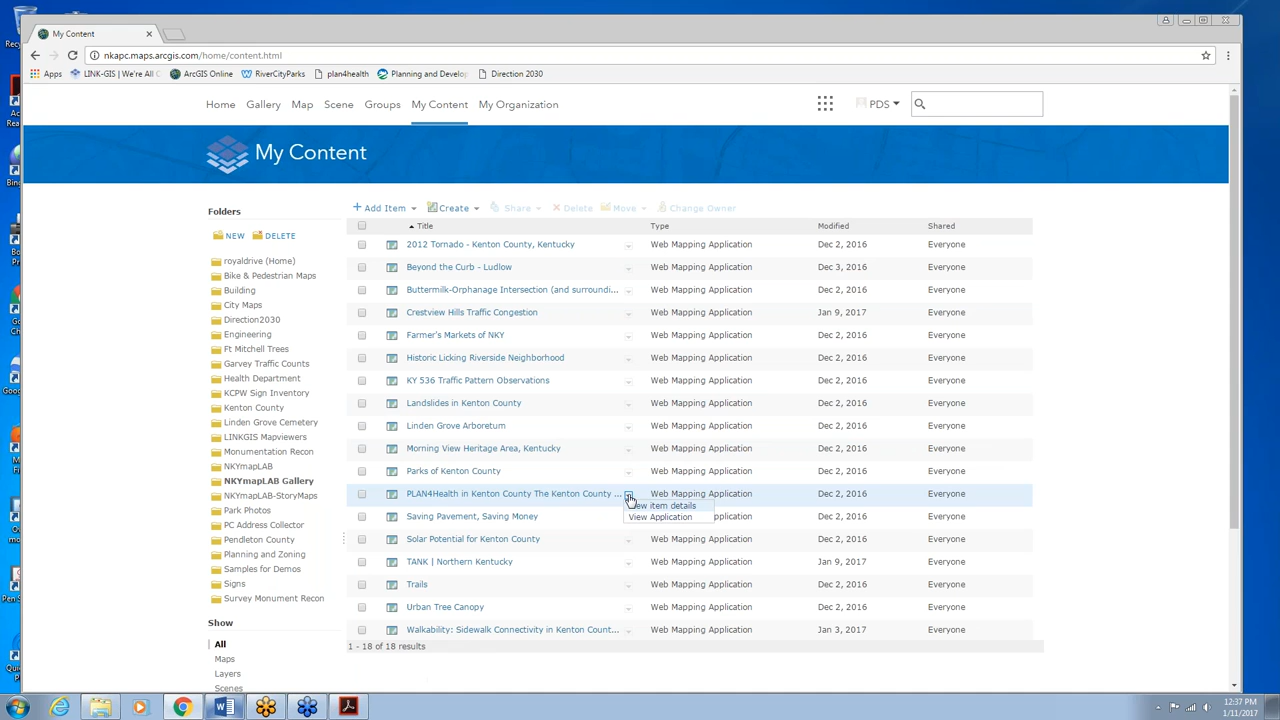 My Content
nkapc.maps.arcgis.com/home/content.html
Apps LINK-GIS | We're All C ArcGIS Online RiverCityParks plan4health Planning and Develo Direction 2030
Home Gallery Map Scene Groups My Content My Organization PDS
My Content
Folders
NEW DELETE
royaldrive (Home)
Bike & Pedestrian Maps
Building
City Maps
Direction2030
Engineering
Ft Mitchell Trees
Garvey Traffic Counts
Health Department
KCPW Sign Inventory
Kenton County
Linden Grove Cemetery
LINKGIS Mapviewers
Monumentation Recon
NKYmapLAB
NKYmapLAB Gallery
NKYmapLAB-StoryMaps
Park Photos
PC Address Collector
Pendleton County
Planning and Zoning
Samples for Demos
Signs
Survey Monument Recon
Show
All
Maps
Layers
Scenes
Add Item Create Share Delete Move Change Owner
Title Type Modified Shared
2012 Tornado - Kenton County, Kentucky Web Mapping Application Dec 2, 2016 Everyone
Beyond the Curb - Ludlow Web Mapping Application Dec 3, 2016 Everyone
Buttermilk-Orphanage Intersection (and surroundi... Web Mapping Application Dec 2, 2016 Everyone
Crestview Hills Traffic Congestion Web Mapping Application Jan 9, 2017 Everyone
Farmer's Markets of NKY Web Mapping Application Dec 2, 2016 Everyone
Historic Licking Riverside Neighborhood Web Mapping Application Dec 2, 2016 Everyone
KY 536 Traffic Pattern Observations Web Mapping Application Dec 2, 2016 Everyone
Landslides in Kenton County Web Mapping Application Dec 2, 2016 Everyone
Linden Grove Arboretum Web Mapping Application Dec 2, 2016 Everyone
Morning View Heritage Area, Kentucky Web Mapping Application Dec 2, 2016 Everyone
Parks of Kenton County Web Mapping Application Dec 2, 2016 Everyone
PLAN4Health in Kenton County The Kenton County ... Web Mapping Application Dec 2, 2016 Everyone
item details
View Application
Saving Pavement, Saving Money Dec 2, 2016 Everyone
Solar Potential for Kenton County Web Mapping Application Dec 2, 2016 Everyone
TANK | Northern Kentucky Web Mapping Application Jan 9, 2017 Everyone
Trails Web Mapping Application Dec 2, 2016 Everyone
Urban Tree Canopy Web Mapping Application Dec 2, 2016 Everyone
Walkability: Sidewalk Connectivity in Kenton Count... Web Mapping Application Jan 3, 2017 Everyone
1 - 18 of 18 results
12:37 PM
1/11/2017